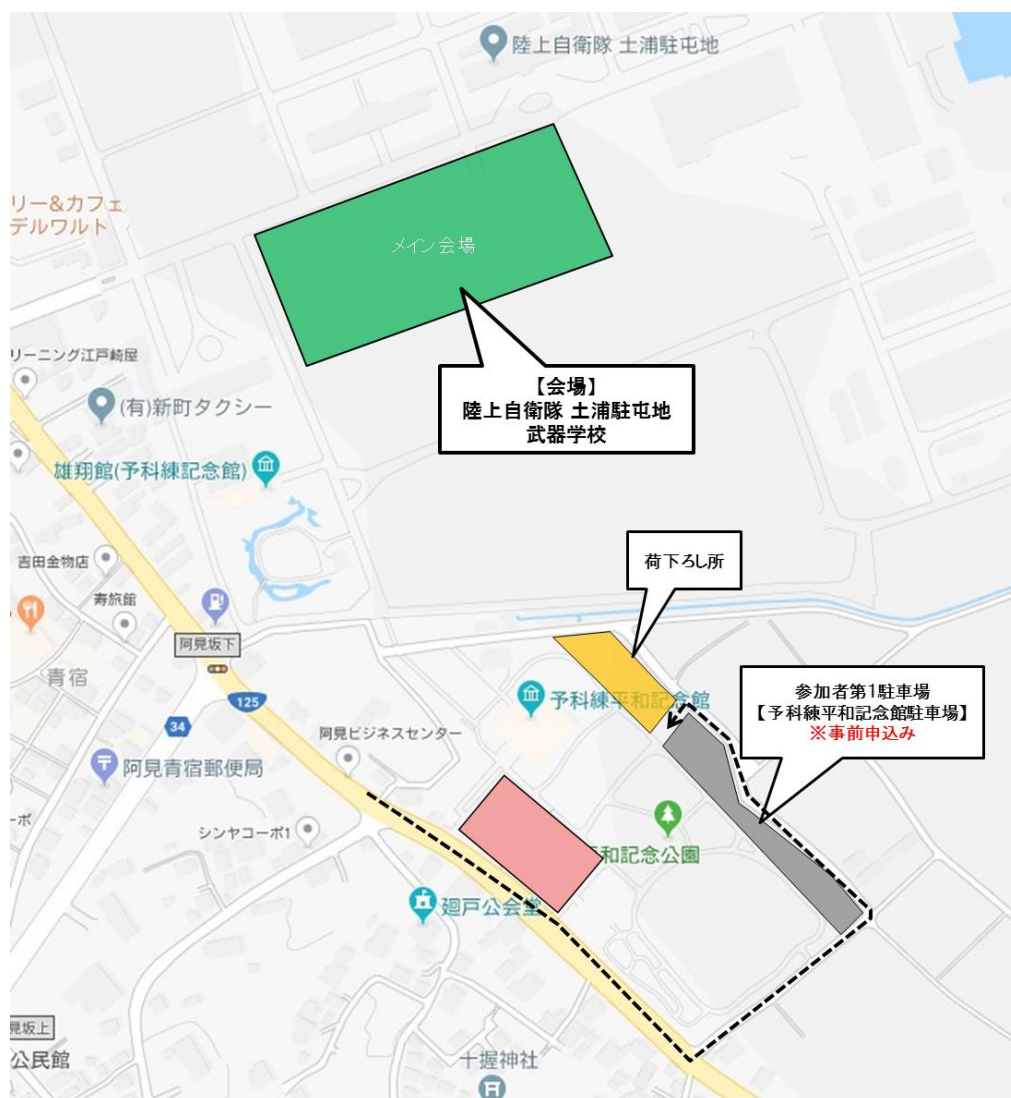 陸上自衛隊 土浦駐屯地
リー&カフェ
デルワルト
メイン会場
リーニング江戸崎屋
【会場】
陸上自衛隊 土浦駐屯地
武器学校
(有)新町タクシー
雄翔館(予科練記念館)
吉田金物店
寿旅館
荷下ろし所
阿見坂下
青宿
参加者第1駐車場
【予科練平和記念館駐車場】
※事前申込み
予科練平和記念館
125
34
阿見ビジネスセンター
阿見青宿郵便局
ーポ
シンヤコーポ1
和記念公園
廻戸公会堂
見坂上
公民館
十握神社